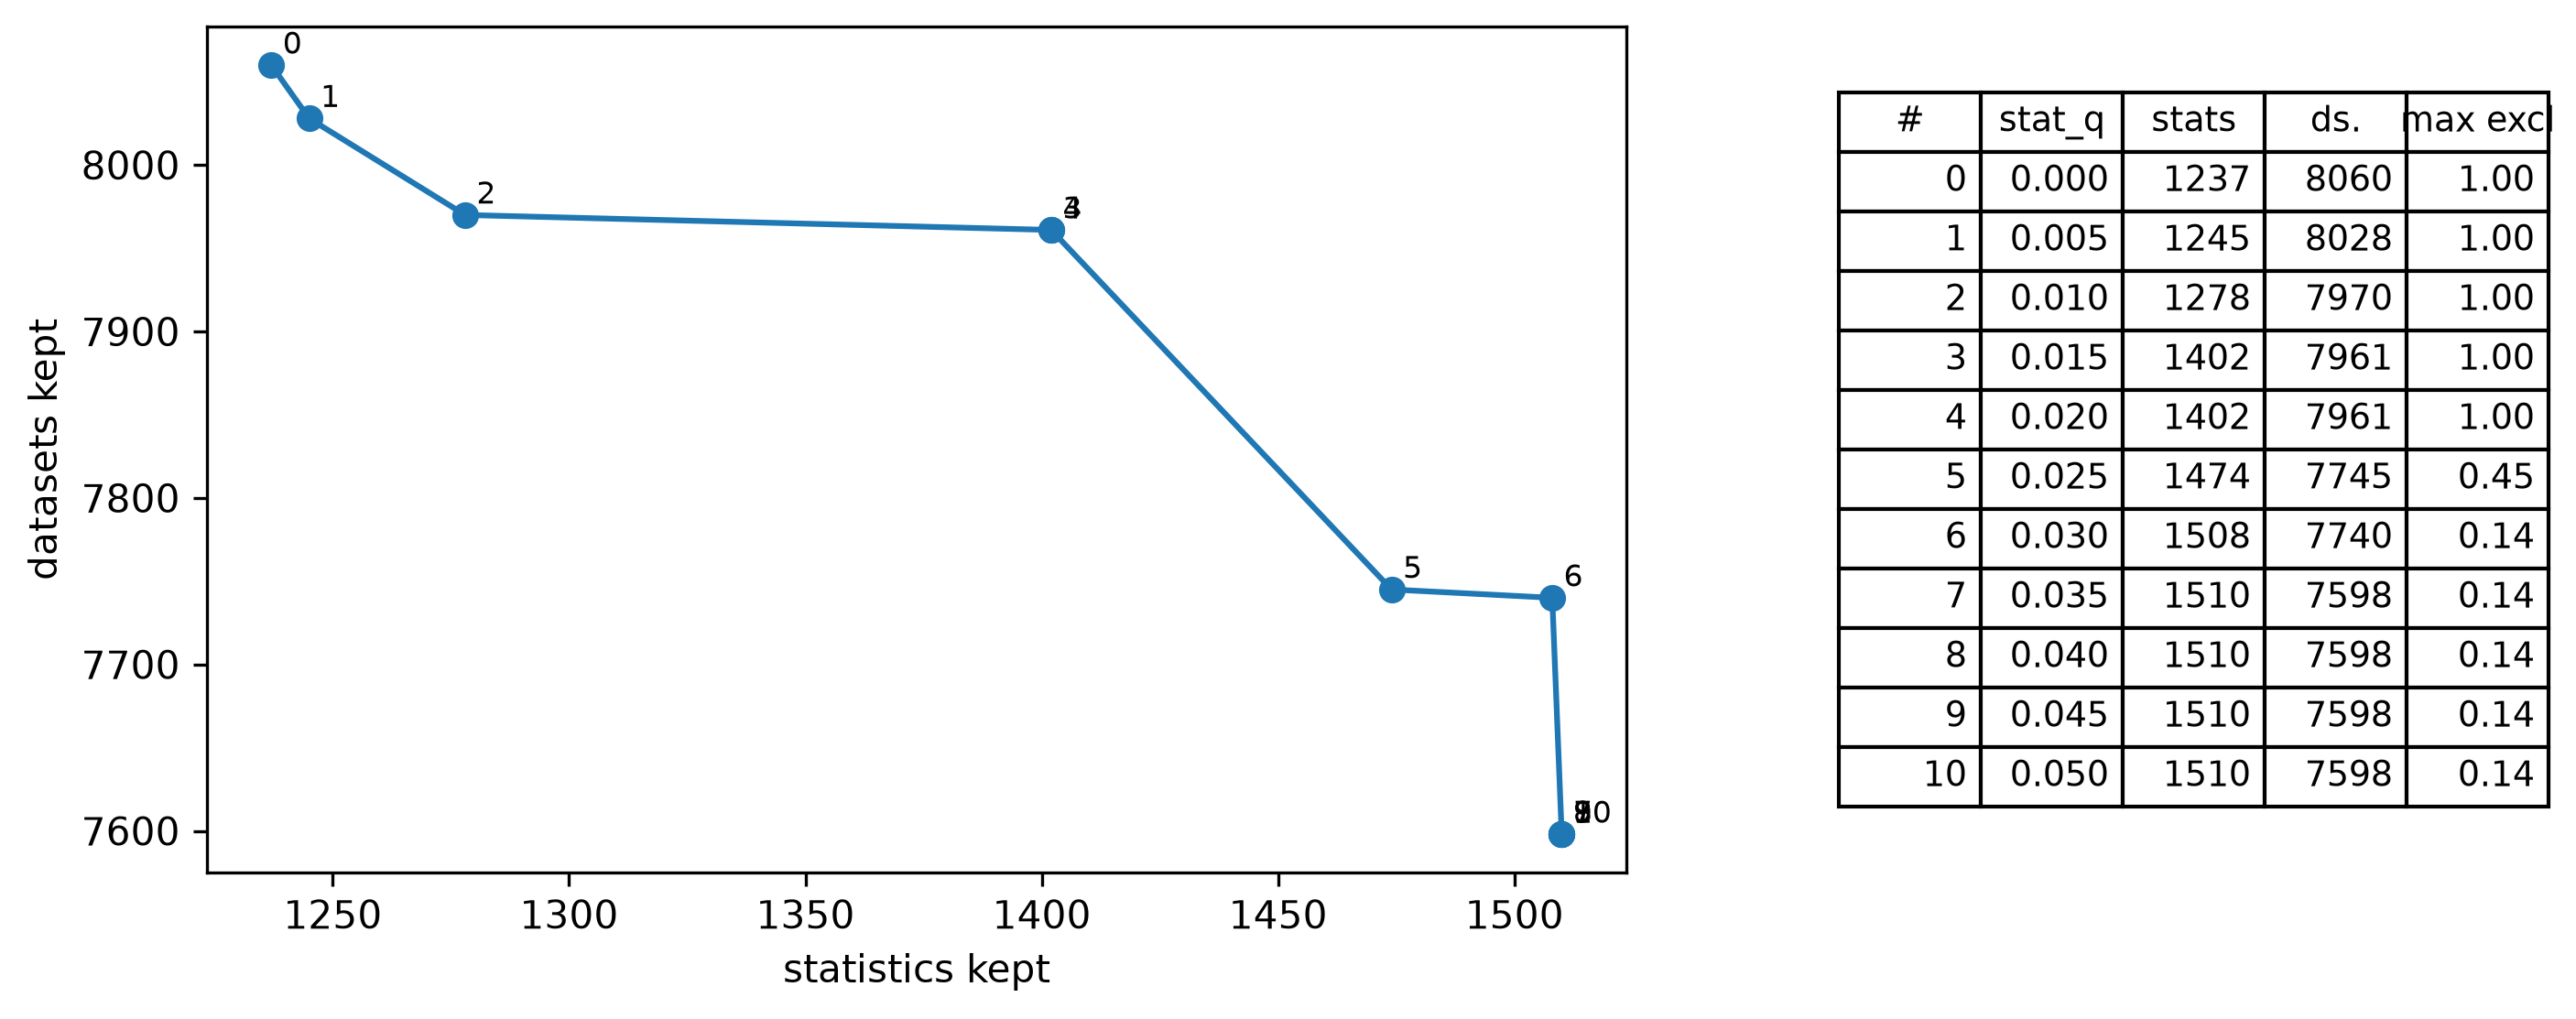 0
1
2
5
6
8000
7900
7800
7700
7600
datasets kept
1250 1300 1350 1400 1450 1500
statistics kept
# stat_q stats ds. max excl
0 0.000 1237 8060 1.00
1 0.005 1245 8028 1.00
2 0.010 1278 7970 1.00
3 0.015 1402 7961 1.00
4 0.020 1402 7961 1.00
5 0.025 1474 7745 0.45
6 0.030 1508 7740 0.14
7 0.035 1510 7598 0.14
8 0.040 1510 7598 0.14
9 0.045 1510 7598 0.14
10 0.050 1510 7598 0.14